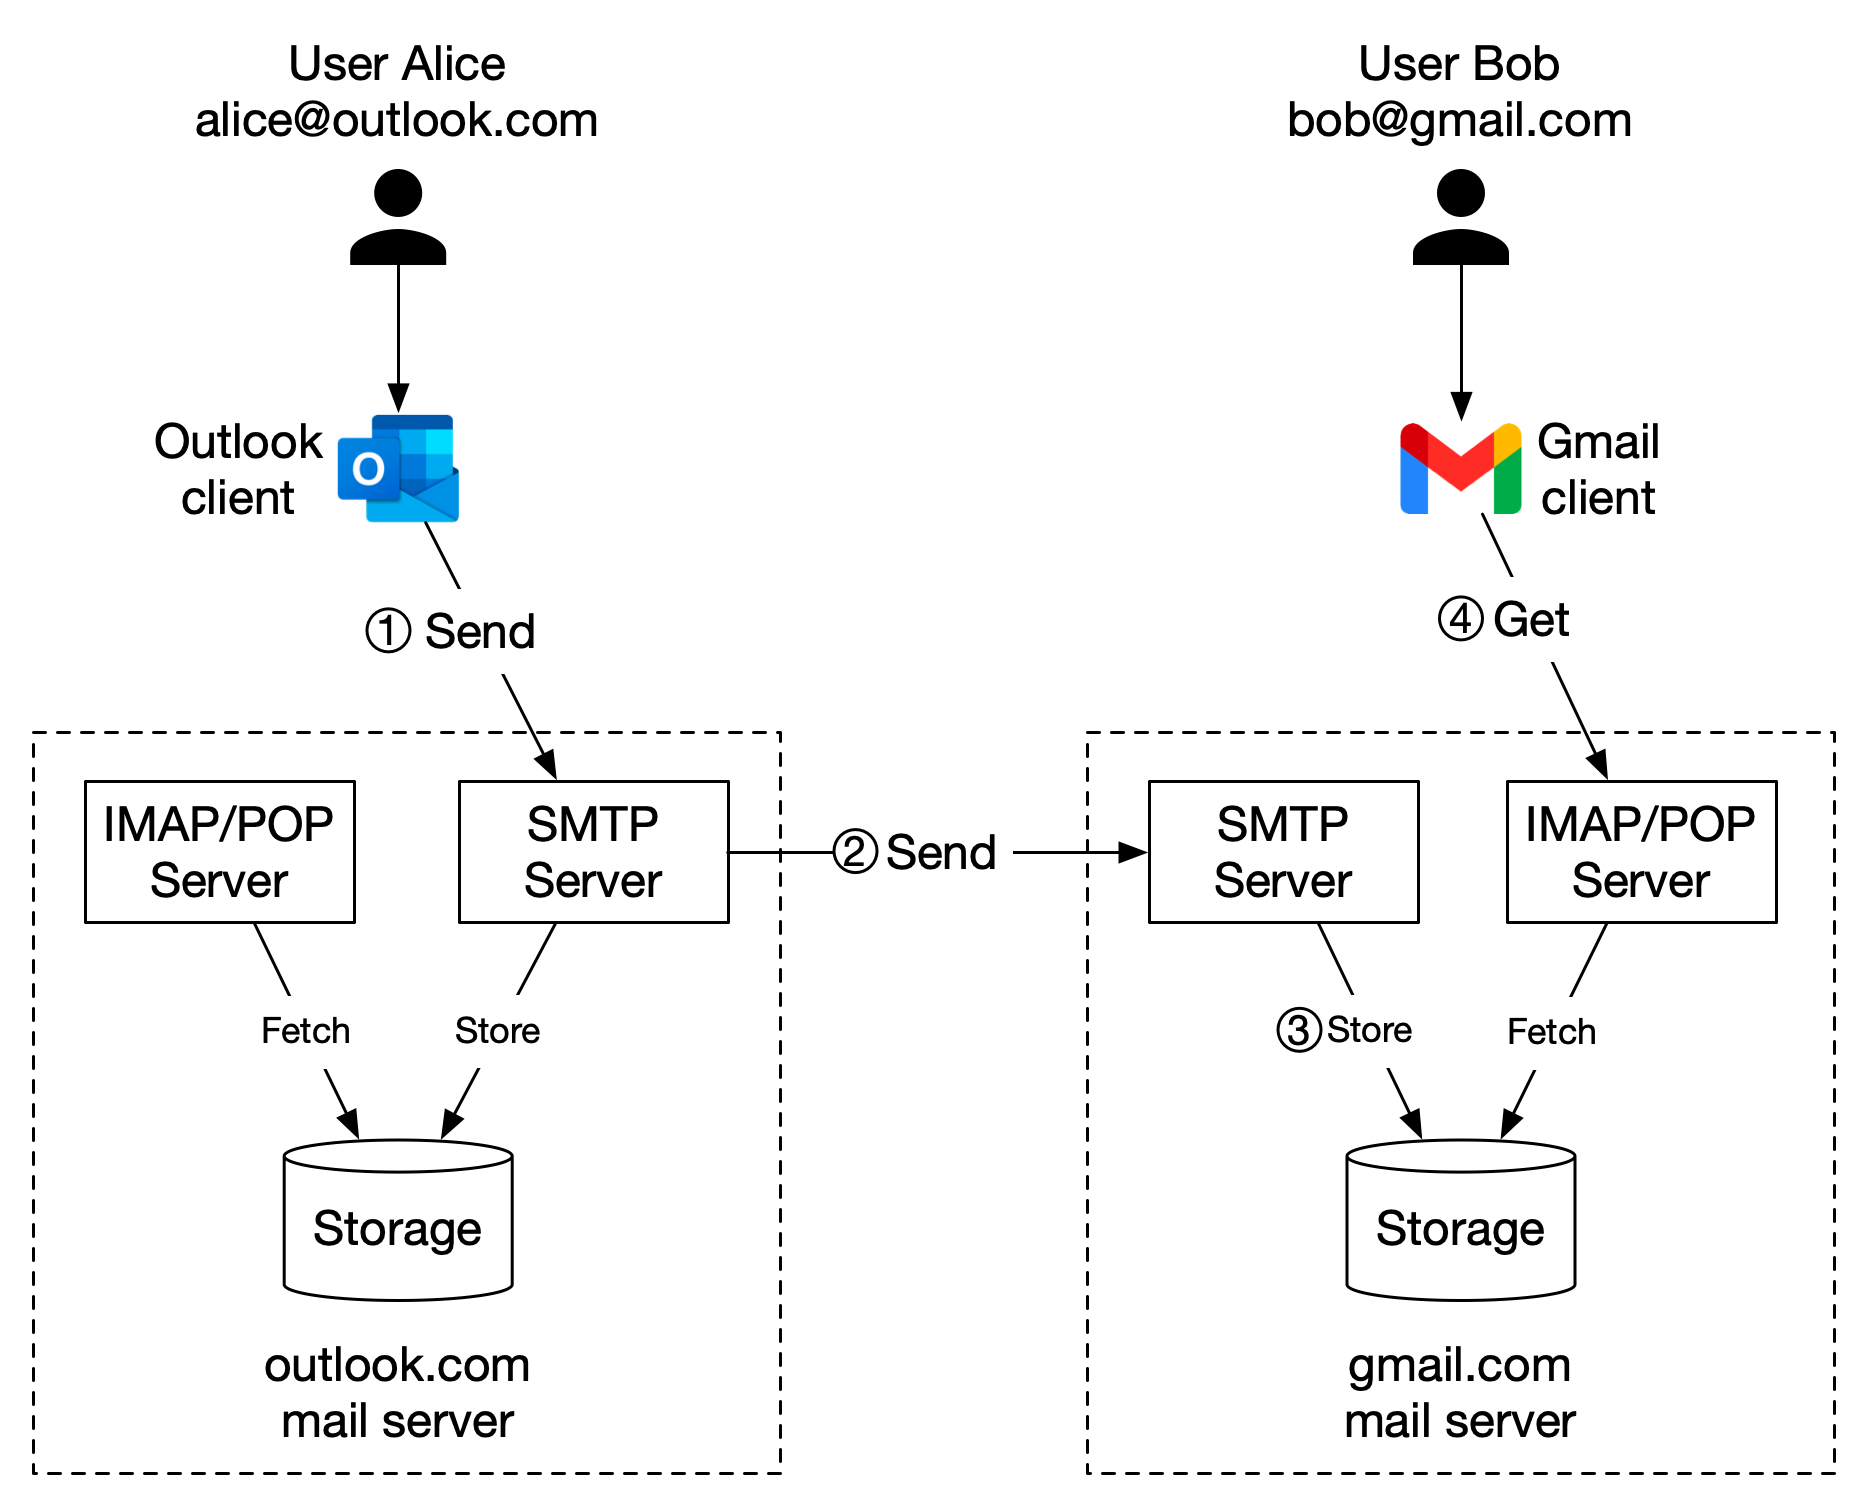 User Alice
alice@outlook.com
User Bob
bob@gmail.com
Outlook
client
O
Gmail
client
① Send
④ Get
IMAP/POP
Server
SMTP
Server
② Send
SMTP
Server
IMAP/POP
Server
Fetch
Store
③ Store
Fetch
Storage
Storage
outlook.com
mail server
gmail.com
mail server